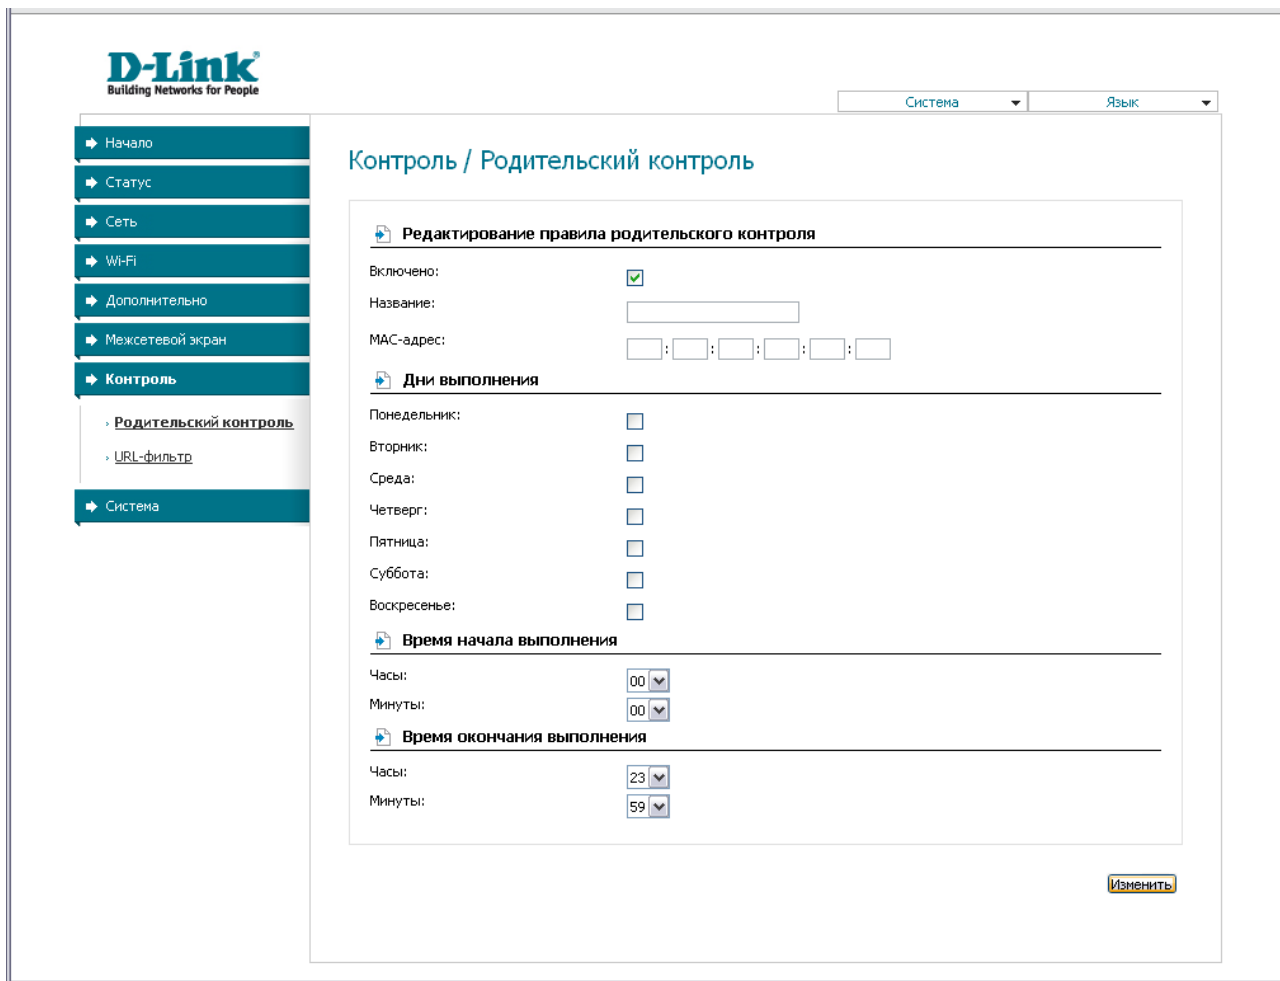 D-Link
Building Networks for People
Система
Язык
Начало
Статус
Сеть
Wi-Fi
Дополнительно
Межсетевой экран
Контроль
Родительский контроль
URL-фильтр
Система
Контроль / Родительский контроль
Редактирование правила родительского контроля
Включено:
Название:
MAC-адрес:
: : : : :
Дни выполнения
Понедельник:
Вторник:
Среда:
Четверг:
Пятница:
Суббота:
Воскресенье:
Время начала выполнения
Часы: 00
Минуты: 00
Время окончания выполнения
Часы: 23
Минуты: 59
Изменить